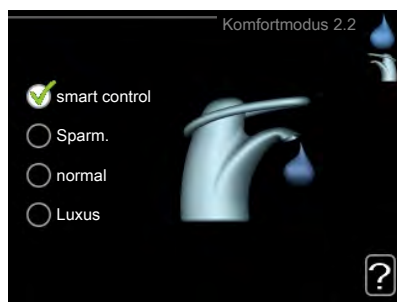 Komfortmodus 2.2
smart control
Sparm.
normal
Luxus
?